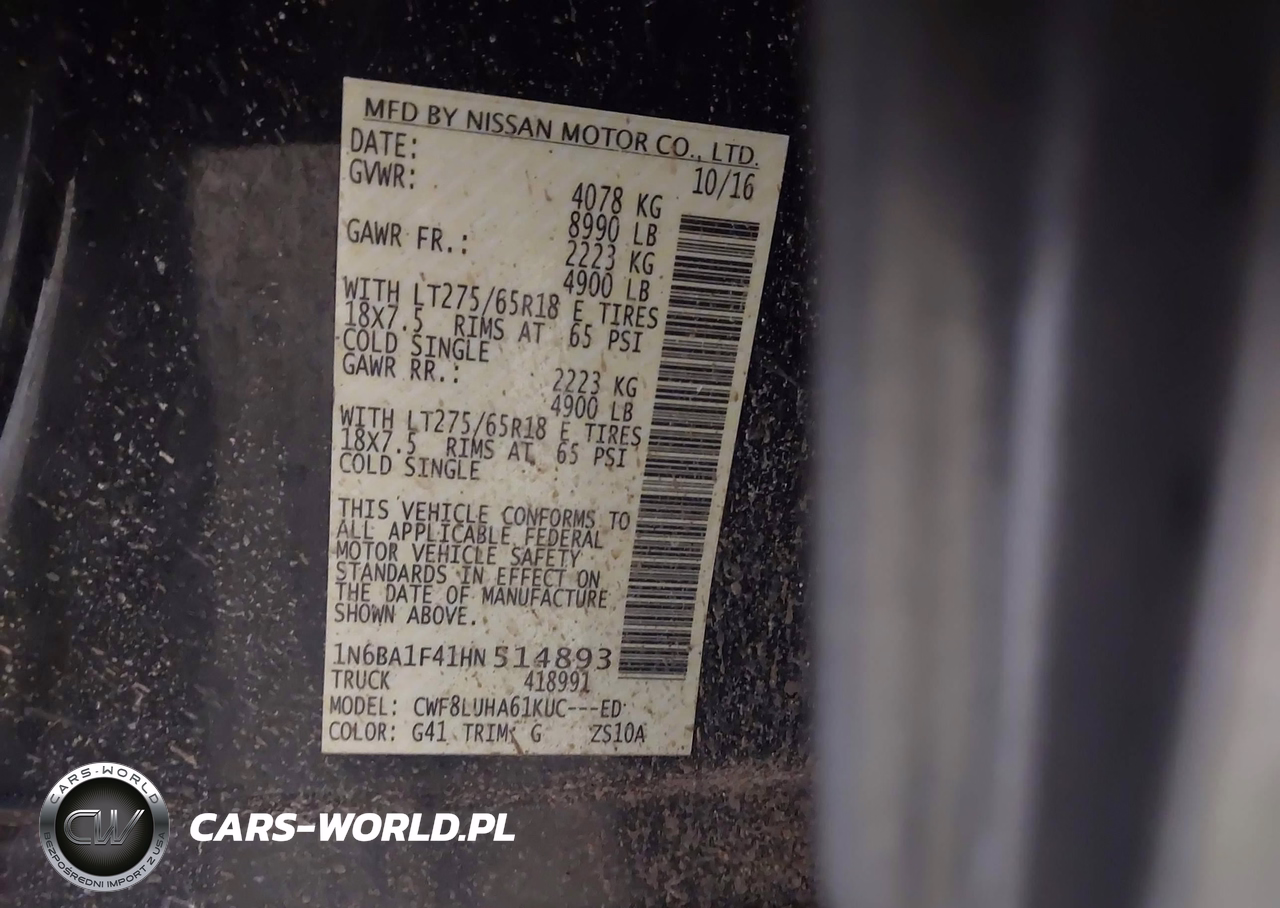 MFD BY NISSAN MOTOR CO., LTD.
DATE: 10/16
GVWR: 4078 KG
8990 LB
GAWR FR.: 2223 KG
4900 LB
WITH LT275/65R18 E TIRES
18X7.5 RIMS AT 65 PSI
COLD SINGLE
GAWR RR.: 2223 KG
4900 LB
WITH LT275/65R18 E TIRES
18X7.5 RIMS AT 65 PSI
COLD SINGLE
THIS VEHICLE CONFORMS TO
ALL APPLICABLE FEDERAL
MOTOR VEHICLE SAFETY
STANDARDS IN EFFECT ON
THE DATE OF MANUFACTURE
SHOWN ABOVE.
1N6BA1F41HN514893
TRUCK 418991
MODEL: CWF8LUHA61KUC---ED
COLOR: G41 TRIM: G ZS10A
CARS-WORLD
CW
BEZPOŚREDNI IMPORT Z USA
CARS-WORLD.PL